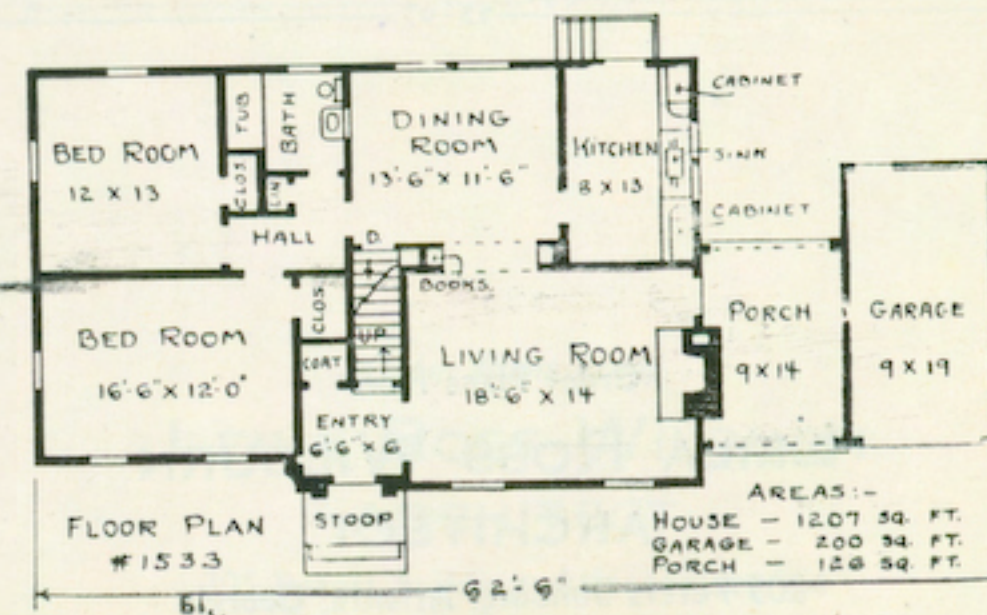 CABINET
TUB
BATH
DINING
ROOM
13'-6" X 11'-6"
KITCHEN
8 X 13
SINK
BED ROOM
12 X 13
CLOS
LIN
CABINET
HALL
D.
BOOKS.
PORCH
9 X 14
GARAGE
9 X 19
BED ROOM
16'-6" X 12'-0"
CLOS
UP
COAT
LIVING ROOM
18'-6" X 14
ENTRY
6'-6" X 6
AREAS:-
HOUSE - 1207 SQ. FT.
GARAGE - 200 SQ. FT.
PORCH - 126 SQ. FT.
FLOOR PLAN
#1533
STOOP
62'-6"